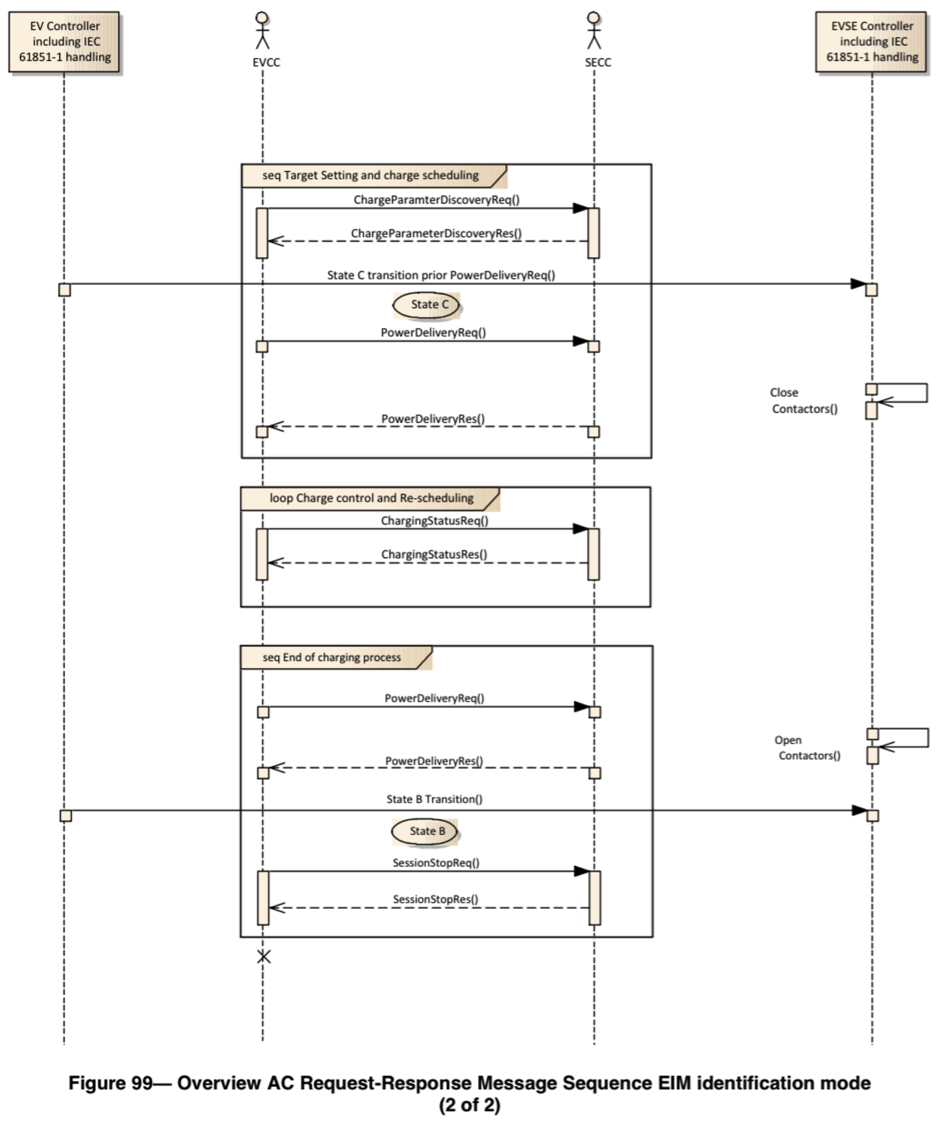 EV Controller
including IEC
61851-1 handling
EVCC
SECC
EVSE Controller
including IEC
61851-1 handling
seq Target Setting and charge scheduling
ChargeParamterDiscoveryReq()
ChargeParameterDiscoveryRes()
State C transition prior PowerDeliveryReq()
State C
PowerDeliveryReq()
Close
Contactors()
PowerDeliveryRes()
loop Charge control and Re-scheduling
ChargingStatusReq()
ChargingStatusRes()
seq End of charging process
PowerDeliveryReq()
Open
Contactors()
PowerDeliveryRes()
State B Transition()
State B
SessionStopReq()
SessionStopRes()
Figure 99— Overview AC Request-Response Message Sequence EIM identification mode
(2 of 2)